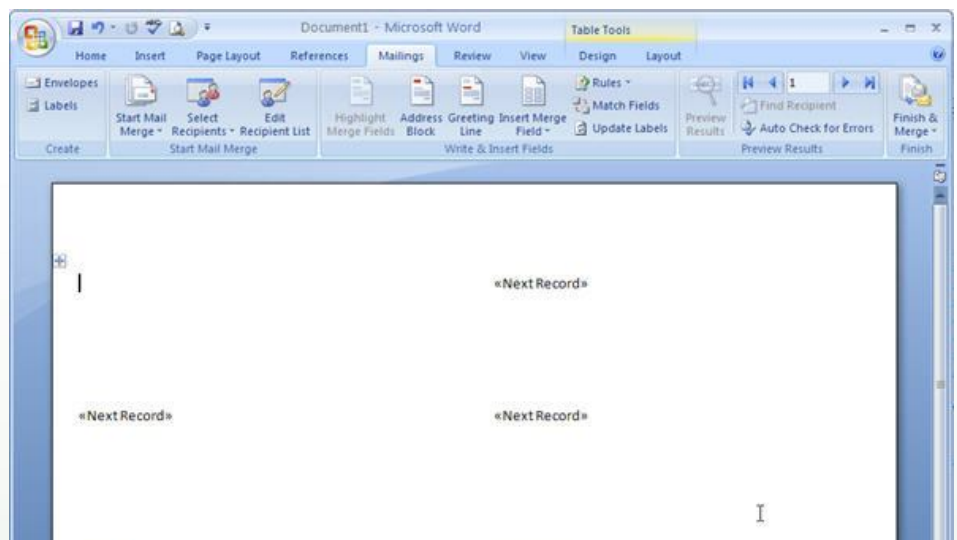 Document1 - Microsoft Word
Table Tools
Home Insert Page Layout References Mailings Review View Design Layout
Envelopes
Labels
Create
Start Mail Merge
Select Recipients
Edit Recipient List
Start Mail Merge
Highlight Merge Fields
Address Block
Greeting Line
Insert Merge Field
Rules
Match Fields
Update Labels
Write & Insert Fields
Preview Results
1
Find Recipient
Auto Check for Errors
Preview Results
Finish & Merge
Finish
«Next Record»
«Next Record» «Next Record»